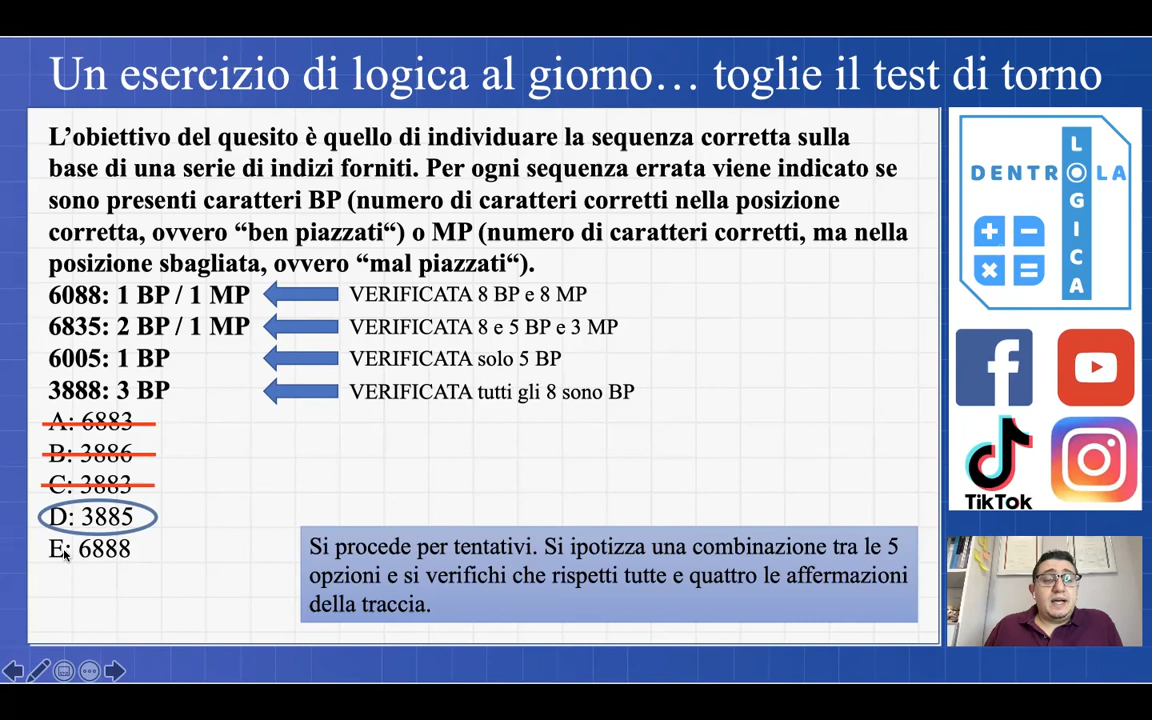 Un esercizio di logica al giorno… toglie il test di torno
L’obiettivo del quesito è quello di individuare la sequenza corretta sulla
base di una serie di indizi forniti. Per ogni sequenza errata viene indicato se
sono presenti caratteri BP (numero di caratteri corretti nella posizione
corretta, ovvero “ben piazzati“) o MP (numero di caratteri corretti, ma nella
posizione sbagliata, ovvero “mal piazzati“).
6088: 1 BP / 1 MP VERIFICATA 8 BP e 8 MP
6835: 2 BP / 1 MP VERIFICATA 8 e 5 BP e 3 MP
6005: 1 BP VERIFICATA solo 5 BP
3888: 3 BP VERIFICATA tutti gli 8 sono BP
A: 6883
B: 3886
C: 3883
D: 3885
E: 6888
Si procede per tentativi. Si ipotizza una combinazione tra le 5
opzioni e si verifichi che rispetti tutte e quattro le affermazioni
della traccia.
DENTRO LA
LOGICA
TikTok